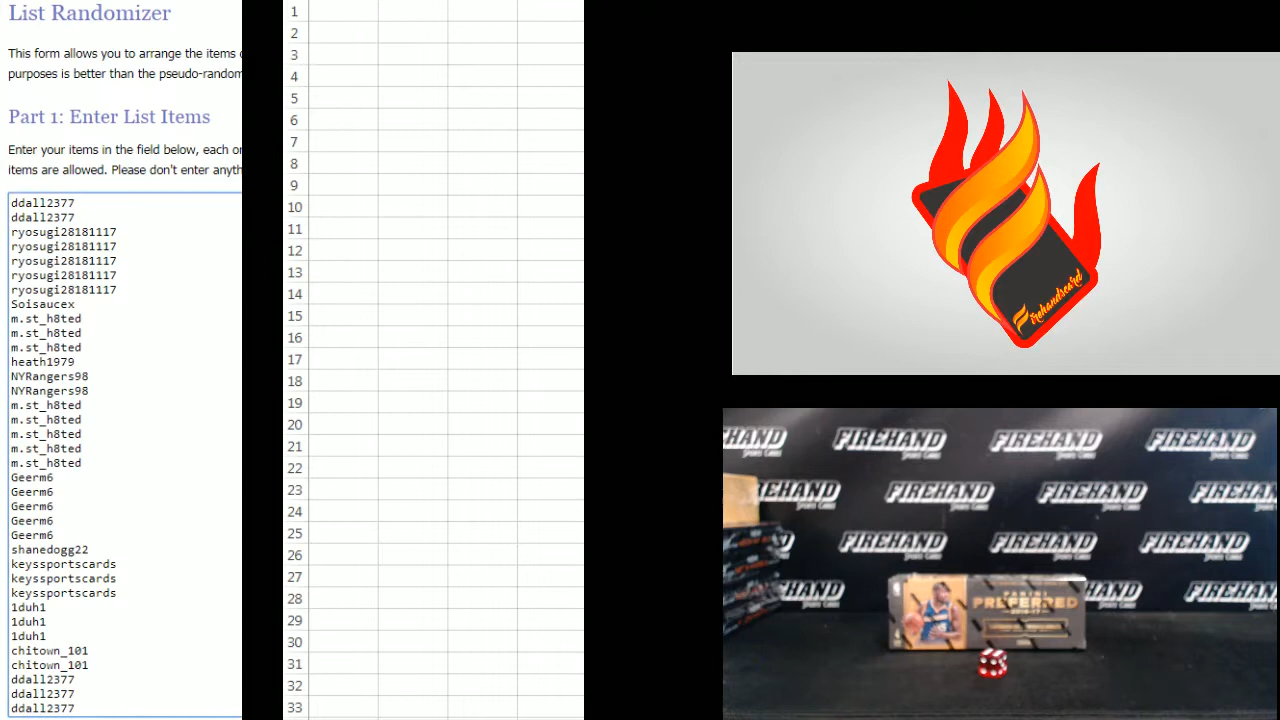 List Randomizer
This form allows you to arrange the items
purposes is better than the pseudo-random
Part 1: Enter List Items
Enter your items in the field below, each
items are allowed. Please don't enter
ddall2377
ddall2377
ryosugi28181117
ryosugi28181117
ryosugi28181117
ryosugi28181117
ryosugi28181117
Soisaucex
m.st_h8ted
m.st_h8ted
m.st_h8ted
heath1979
NYRangers98
NYRangers98
m.st_h8ted
m.st_h8ted
m.st_h8ted
m.st_h8ted
m.st_h8ted
Geerm6
Geerm6
Geerm6
Geerm6
Geerm6
shanedogg22
keyssportscards
keyssportscards
keyssportscards
1duh1
1duh1
1duh1
chitown_101
chitown_101
ddall2377
ddall2377
ddall2377
1
2
3
4
5
6
7
8
9
10
11
12
13
14
15
16
17
18
19
20
21
22
23
24
25
26
27
28
29
30
31
32
33
Firehandscard
FIREHAND
FIREHAND
FIREHAND
FIREHAND
FIREHAND
FIREHAND
FIREHAND
FIREHAND
FIREHAND
PANINI
PREFERRED
2016-17